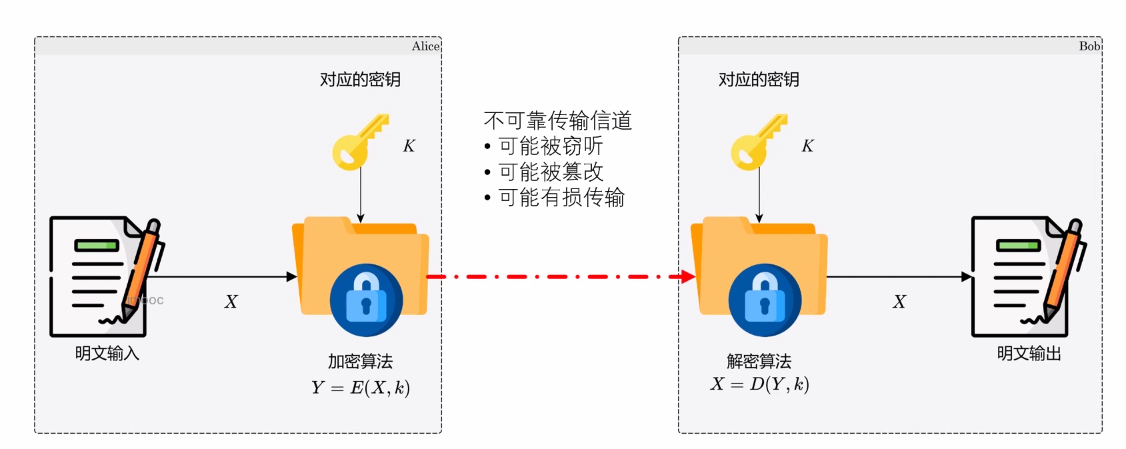 Alice
对应的密钥
K
X
明文输入
加密算法
Y = E(X, k)
不可靠传输信道
• 可能被窃听
• 可能被篡改
• 可能有损传输
Bob
对应的密钥
K
解密算法
X = D(Y, k)
X
明文输出